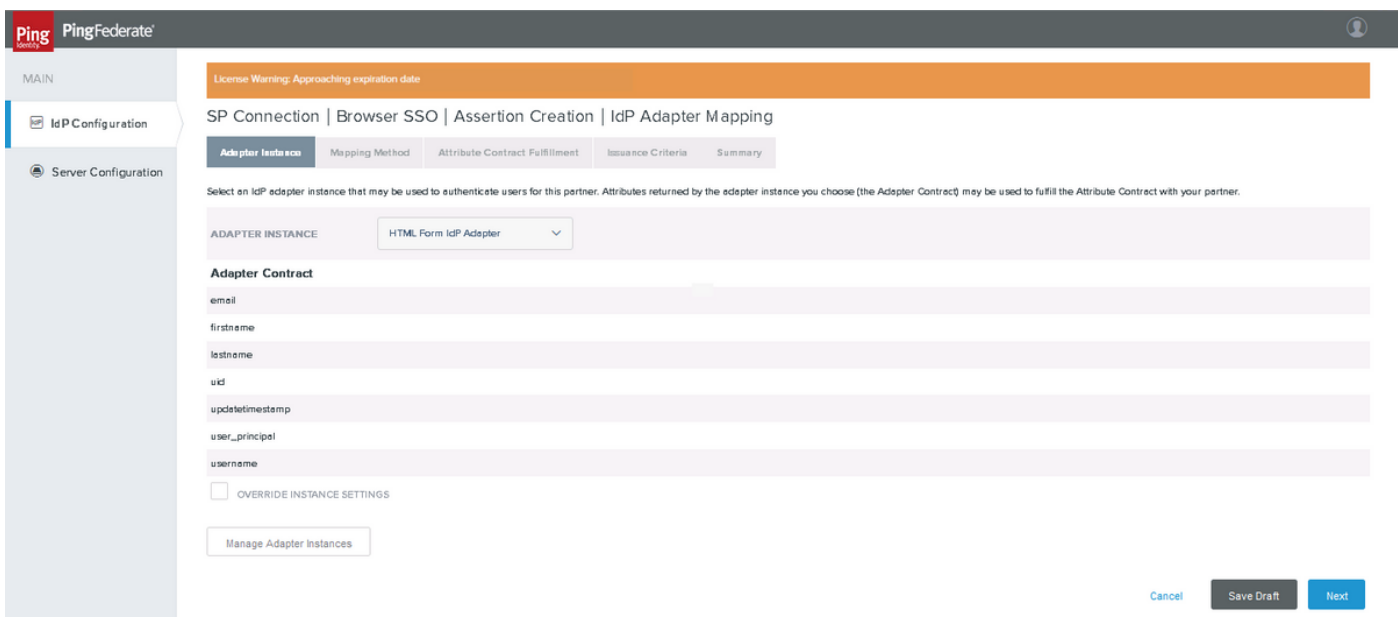 Ping
Identity
PingFederate®
MAIN
License Warning: Approaching expiration date
SP Connection | Browser SSO | Assertion Creation | IdP Adapter Mapping
IdP Configuration
Adapter Instance
Mapping Method
Attribute Contract Fulfillment
Issuance Criteria
Summary
Server Configuration
Select an IdP adapter instance that may be used to authenticate users for this partner. Attributes returned by the adapter instance you choose (the Adapter Contract) may be used to fulfill the Attribute Contract with your partner.
ADAPTER INSTANCE
HTML Form IdP Adapter
Adapter Contract
email
firstname
lastname
uid
updatetimestamp
user_principal
username
OVERRIDE INSTANCE SETTINGS
Manage Adapter Instances
Cancel
Save Draft
Next